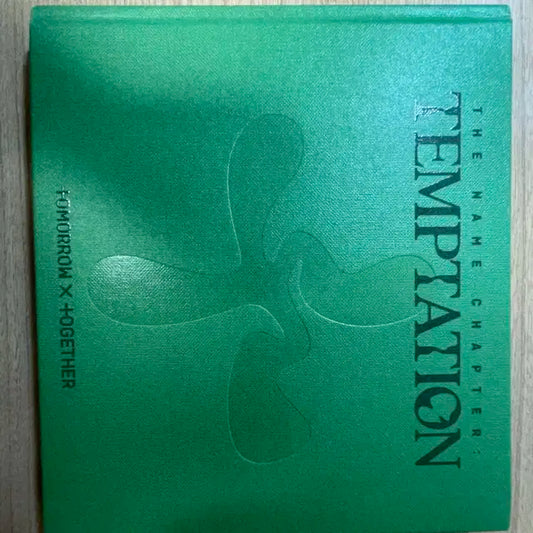 THE NAME CHAPTER:
TEMPTATION
TOMORROW × TOGETHER